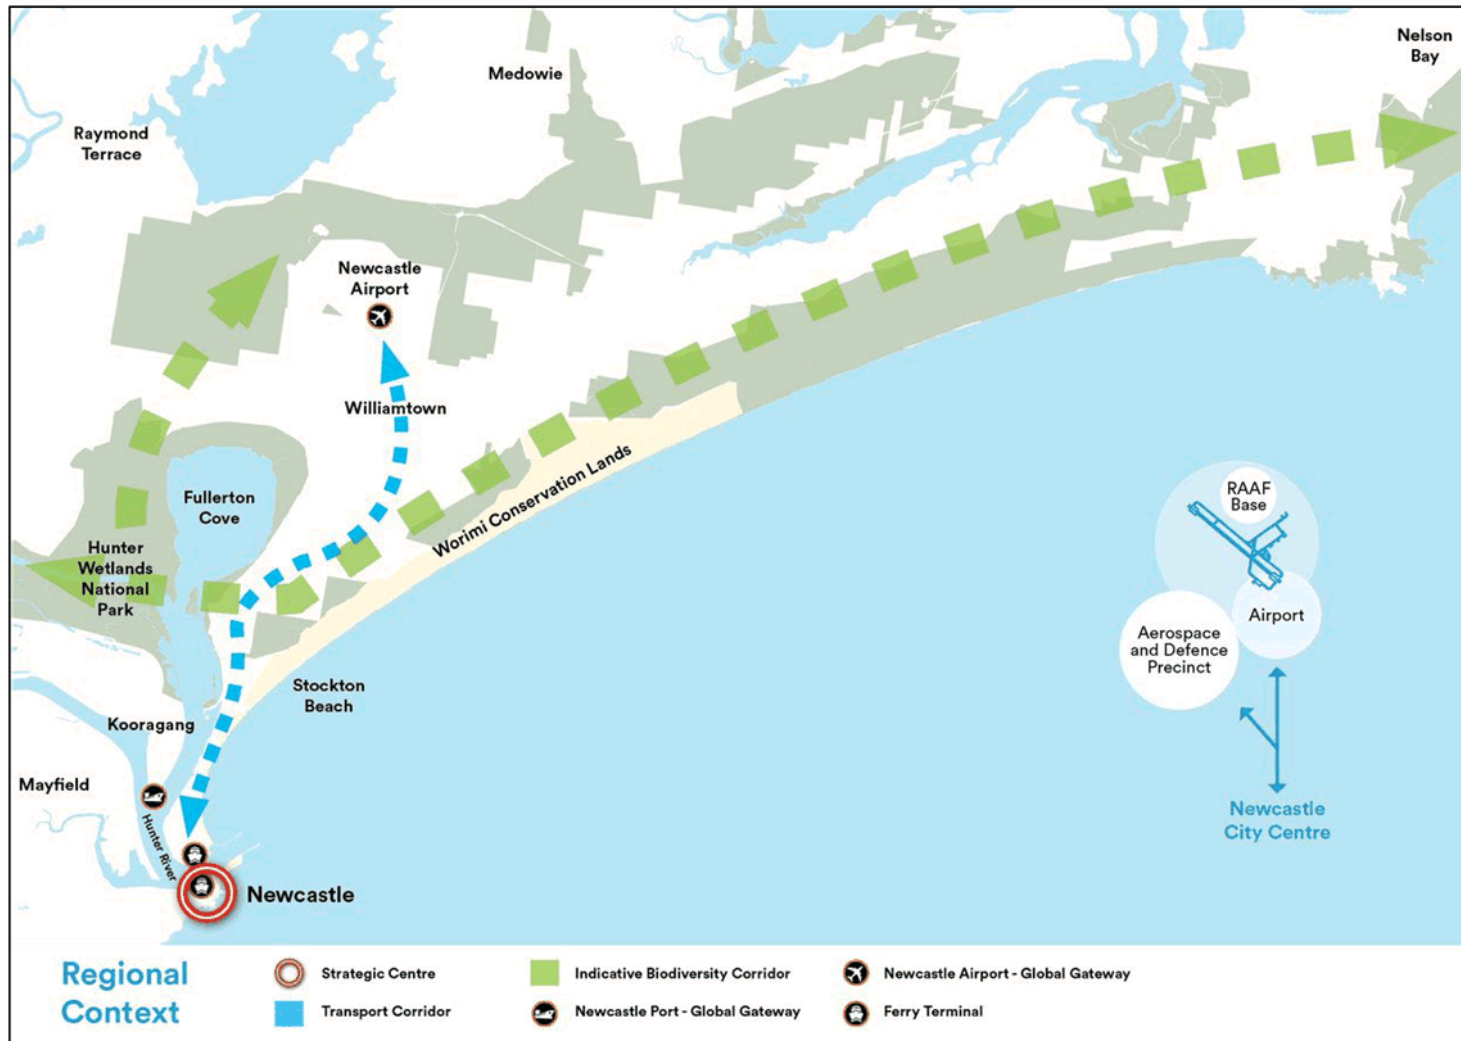 Nelson
Bay
Medowie
Raymond
Terrace
Newcastle
Airport
Williamtown
Fullerton
Cove
Worimi Conservation Lands
RAAF
Base
Hunter
Wetlands
National
Park
Airport
Aerospace
and Defence
Precinct
Stockton
Beach
Kooragang
Mayfield
Newcastle
City Centre
Hunter River
Newcastle
Regional
Context
Strategic Centre
Indicative Biodiversity Corridor
Newcastle Airport - Global Gateway
Transport Corridor
Newcastle Port - Global Gateway
Ferry Terminal